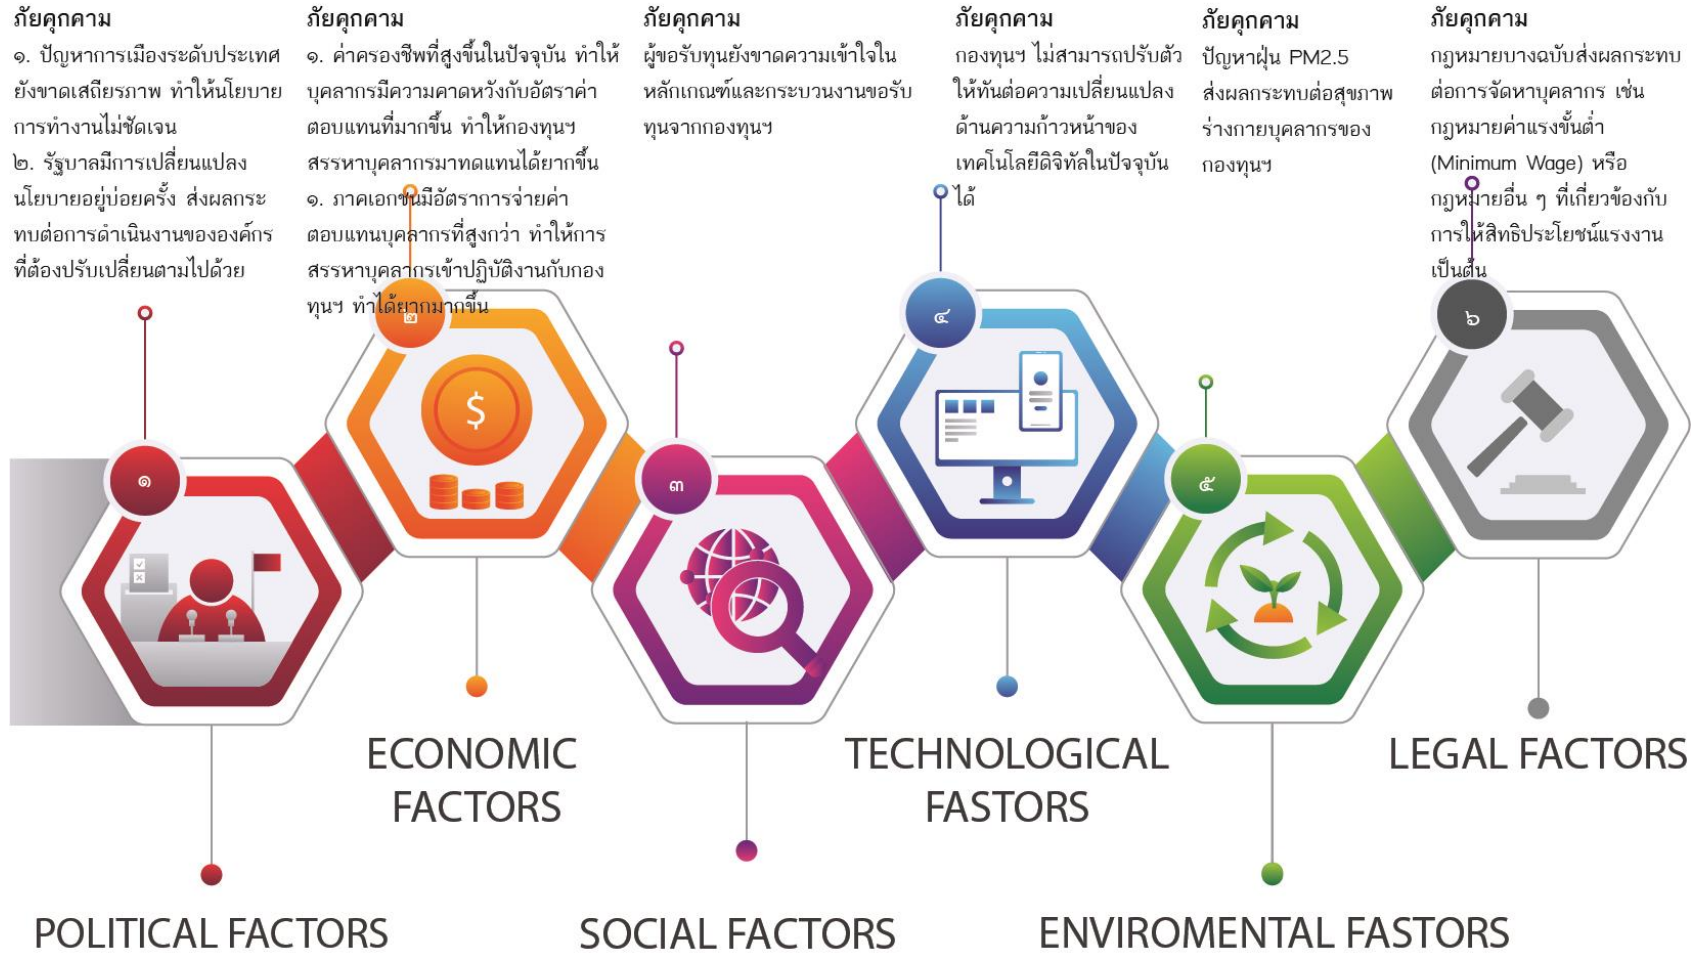 ภัยคุกคาม
๑. ปัญหาการเมืองระดับประเทศ
ยังขาดเสถียรภาพ ทำให้นโยบาย
การทำงานไม่ชัดเจน
๒. รัฐบาลมีการเปลี่ยนแปลง
นโยบายอยู่บ่อยครั้ง ส่งผลกระ
ทบต่อการดำเนินงานขององค์กร
ที่ต้องปรับเปลี่ยนตามไปด้วย
ภัยคุกคาม
๑. ค่าครองชีพที่สูงขึ้นในปัจจุบัน ทำให้
บุคลากรมีความคาดหวังกับอัตราค่า
ตอบแทนที่มากขึ้น ทำให้กองทุนฯ
สรรหาบุคลากรมาทดแทนได้ยากขึ้น
๑. ภาคเอกชนมีอัตราการจ่ายค่า
ตอบแทนบุคลากรที่สูงกว่า ทำให้การ
สรรหาบุคลากรเข้าปฏิบัติงานกับกอง
ทุนฯ ทำได้ยากมากขึ้น
ภัยคุกคาม
ผู้ขอรับทุนยังขาดความเข้าใจใน
หลักเกณฑ์และกระบวนงานขอรับ
ทุนจากกองทุนฯ
ภัยคุกคาม
กองทุนฯ ไม่สามารถปรับตัว
ให้ทันต่อความเปลี่ยนแปลง
ด้านความก้าวหน้าของ
เทคโนโลยีดิจิทัลในปัจจุบัน
ได้
ภัยคุกคาม
ปัญหาฝุ่น PM2.5
ส่งผลกระทบต่อสุขภาพ
ร่างกายบุคลากรของ
กองทุนฯ
ภัยคุกคาม
กฎหมายบางฉบับส่งผลกระทบ
ต่อการจัดหาบุคลากร เช่น
กฎหมายค่าแรงขั้นต่ำ
(Minimum Wage) หรือ
กฎหมายอื่น ๆ ที่เกี่ยวข้องกับ
การให้สิทธิประโยชน์แรงงาน
เป็นต้น
๑
๒
๓
๔
๕
๖
$
POLITICAL FACTORS
ECONOMIC
FACTORS
SOCIAL FACTORS
TECHNOLOGICAL
FASTORS
ENVIROMENTAL FASTORS
LEGAL FACTORS